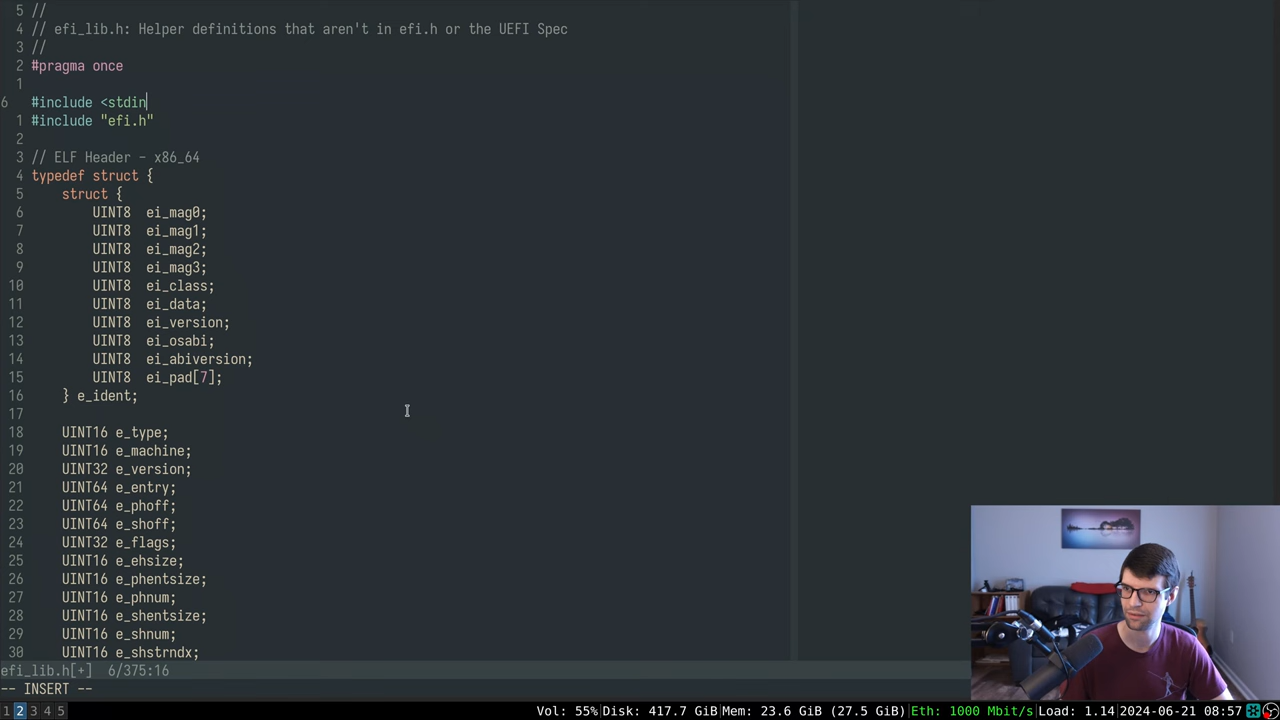 5 //
4 // efi_lib.h: Helper definitions that aren't in efi.h or the UEFI Spec
3 //
2 #pragma once
1
6 #include <stdin
1 #include "efi.h"
2
3 // ELF Header - x86_64
4 typedef struct {
5 struct {
6 UINT8 ei_mag0;
7 UINT8 ei_mag1;
8 UINT8 ei_mag2;
9 UINT8 ei_mag3;
10 UINT8 ei_class;
11 UINT8 ei_data;
12 UINT8 ei_version;
13 UINT8 ei_osabi;
14 UINT8 ei_abiversion;
15 UINT8 ei_pad[7];
16 } e_ident;
17
18 UINT16 e_type;
19 UINT16 e_machine;
20 UINT32 e_version;
21 UINT64 e_entry;
22 UINT64 e_phoff;
23 UINT64 e_shoff;
24 UINT32 e_flags;
25 UINT16 e_ehsize;
26 UINT16 e_phentsize;
27 UINT16 e_phnum;
28 UINT16 e_shentsize;
29 UINT16 e_shnum;
30 UINT16 e_shstrndx;
efi_lib.h[+] 6/375:16
-- INSERT --
1 2 3 4 5 Vol: 55% Disk: 417.7 GiB Mem: 23.6 GiB (27.5 GiB) Eth: 1000 Mbit/s Load: 1.14 2024-06-21 08:57